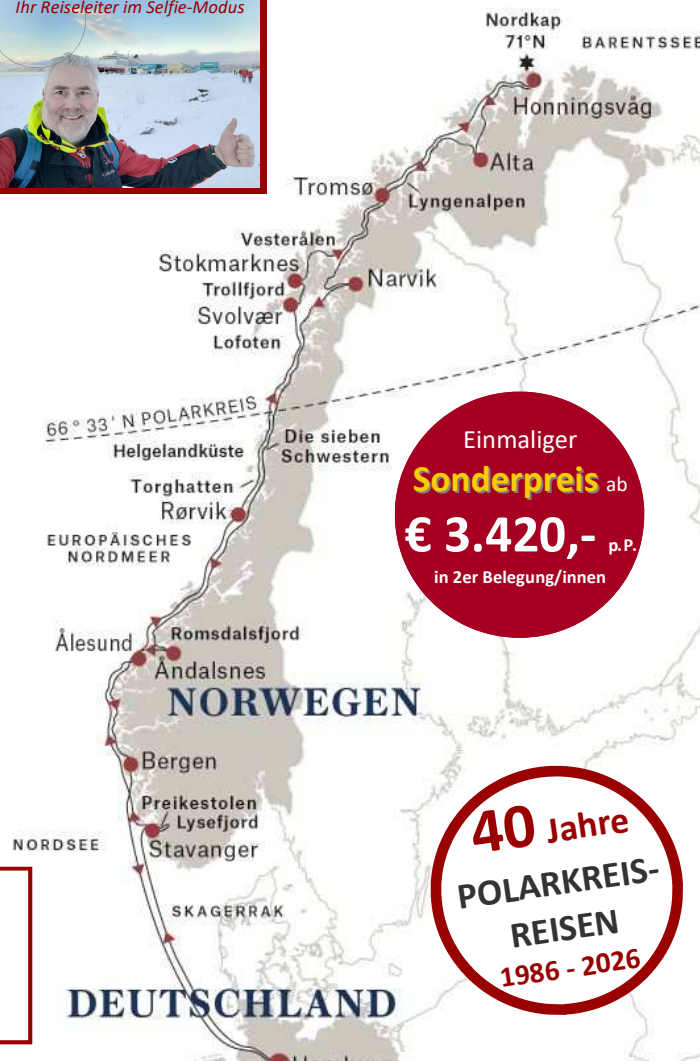 Ihr Reiseleiter im Selfie-Modus
Nordkap
71°N
BARENTSSEE
Honningsvåg
Alta
Tromsø
Lyngenalpen
Vesterålen
Stokmarknes
Narvik
Trollfjord
Svolvær
Lofoten
66° 33' N POLARKREIS
Die sieben
Schwestern
Helgelandküste
Torghatten
Rørvik
EUROPÄISCHES
NORDMEER
Einmaliger
Sonderpreis ab
€ 3.420,- p.P.
in 2er Belegung/innen
Ålesund
Romsdalsfjord
Åndalsnes
NORWEGEN
Bergen
Preikestolen
Lysefjord
NORDSEE
Stavanger
SKAGERRAK
40 Jahre
POLARKREIS-
REISEN
1986 - 2026
DEUTSCHLAND